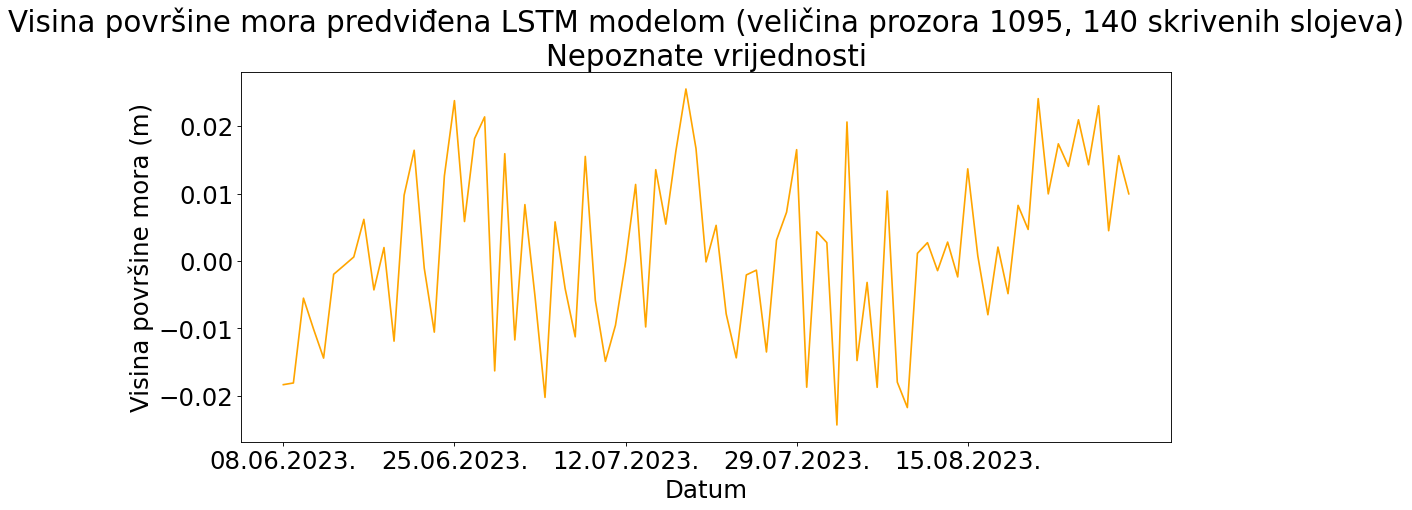 Visina površine mora predviđena LSTM modelom (veličina prozora 1095, 140 skrivenih slojeva)
Nepoznate vrijednosti
Visina površine mora (m)
0.02
0.01
0.00
−0.01
−0.02
08.06.2023. 25.06.2023. 12.07.2023. 29.07.2023. 15.08.2023.
Datum